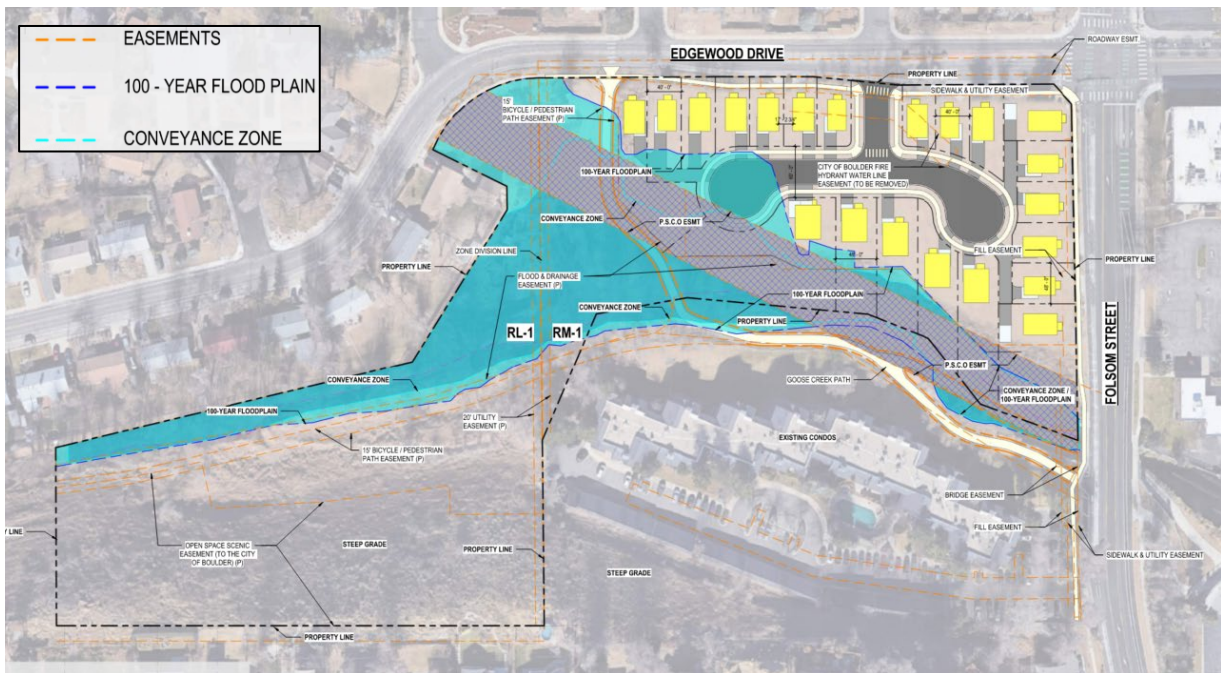 EASEMENTS
100 - YEAR FLOOD PLAIN
CONVEYANCE ZONE
EDGEWOOD DRIVE
ROADWAY ESMT.
PROPERTY LINE
SIDEWALK & UTILITY EASEMENT
15'
BICYCLE / PEDESTRIAN
PATH EASEMENT (P)
40' - 0"
40' - 0"
100-YEAR FLOODPLAIN
CITY OF BOULDER FIRE
HYDRANT WATER LINE
EASEMENT (TO BE REMOVED)
CONVEYANCE ZONE
P.S.C.O ESMT
ZONE DIVISION LINE
FILL EASEMENT
PROPERTY LINE
PROPERTY LINE
FLOOD & DRAINAGE
EASEMENT (P)
100-YEAR FLOODPLAIN
CONVEYANCE ZONE
PROPERTY LINE
RL-1
RM-1
FOLSOM STREET
P.S.C.O ESMT
CONVEYANCE ZONE
GOOSE CREEK PATH
CONVEYANCE ZONE /
100-YEAR FLOODPLAIN
100-YEAR FLOODPLAIN
20' UTILITY
EASEMENT (P)
EXISTING CONDOS
15' BICYCLE / PEDESTRIAN
PATH EASEMENT (P)
BRIDGE EASEMENT
FILL EASEMENT
Y LINE
OPEN SPACE SCENIC
EASEMENT (TO THE CITY
OF BOULDER) (P)
STEEP GRADE
PROPERTY LINE
SIDEWALK & UTILITY EASEMENT
STEEP GRADE
PROPERTY LINE